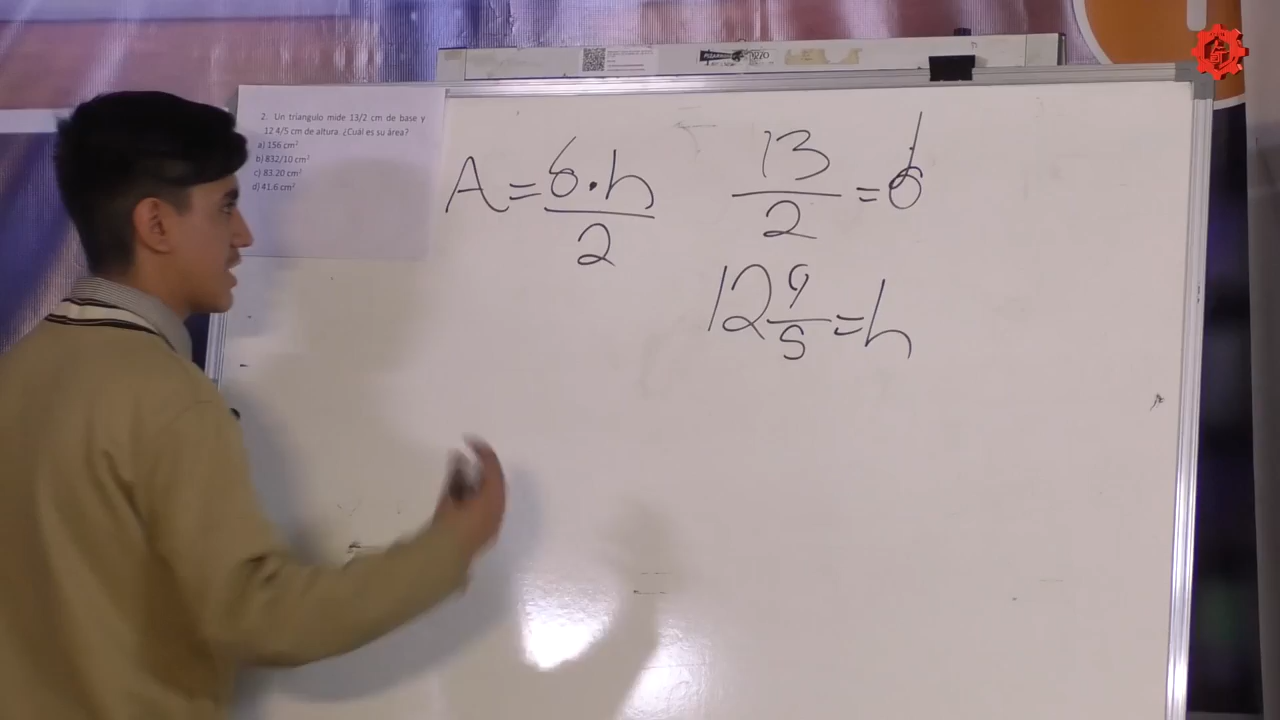 2. Un triangulo mide 13/2 cm de base y
12 4/5 cm de altura. ¿Cuál es su área?
a) 156 cm²
b) 832/10 cm²
c) 83.20 cm²
d) 41.6 cm²
A = b · h / 2
13/2 = b
12 4/5 = h